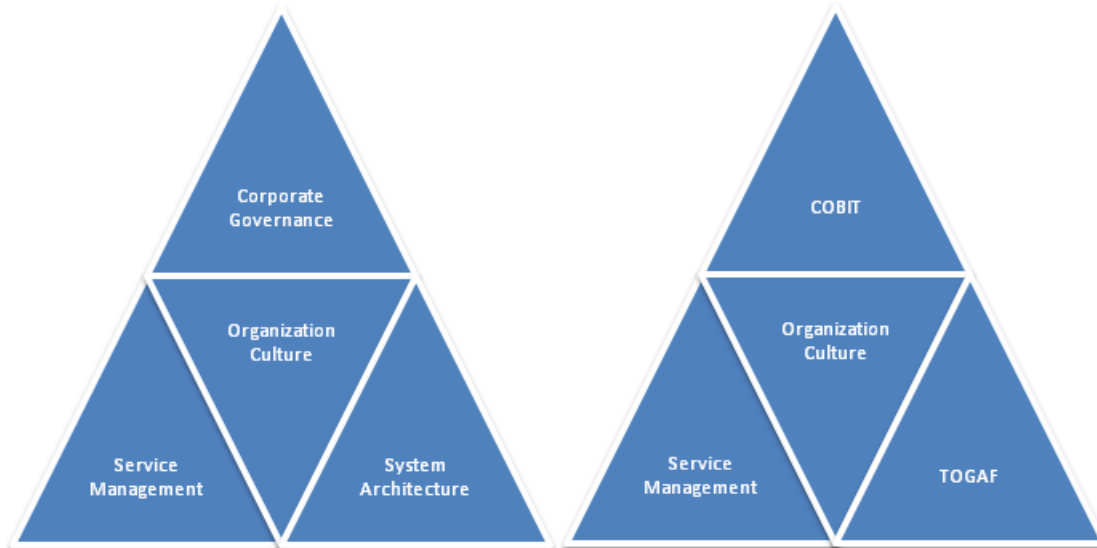 Corporate
Governance
Organization
Culture
Service
Management
System
Architecture
COBIT
Organization
Culture
Service
Management
TOGAF